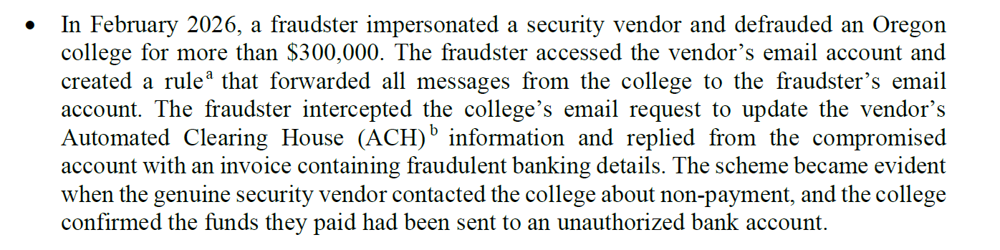 • In February 2026, a fraudster impersonated a security vendor and defrauded an Oregon
college for more than $300,000. The fraudster accessed the vendor’s email account and
created a rule a that forwarded all messages from the college to the fraudster’s email
account. The fraudster intercepted the college’s email request to update the vendor’s
Automated Clearing House (ACH) b information and replied from the compromised
account with an invoice containing fraudulent banking details. The scheme became evident
when the genuine security vendor contacted the college about non-payment, and the college
confirmed the funds they paid had been sent to an unauthorized bank account.